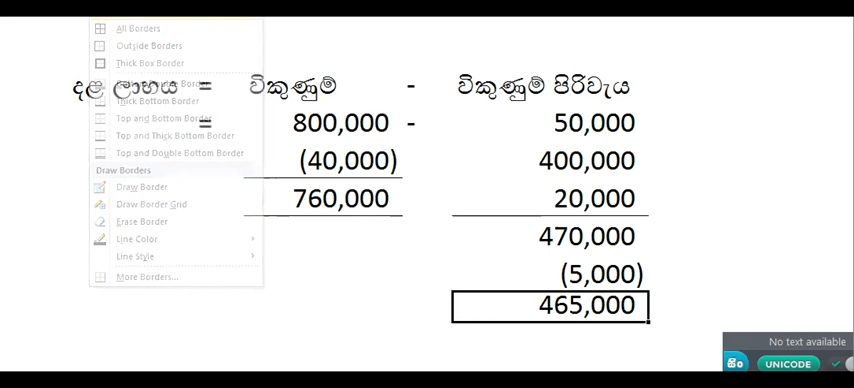 All Borders
Outside Borders
Thick Box Border
දළ ලාභය = විකුණුම් - විකුණුම් පිරිවැය
Thick Bottom Border
Top and Bottom Border
= 800,000 - 50,000
Top and Thick Bottom Border
Top and Double Bottom Border
(40,000) 400,000
Draw Borders
Draw Border
760,000 20,000
Draw Border Grid
Erase Border
Line Color
470,000
Line Style
More Borders...
(5,000)
465,000
No text available
සිං UNICODE